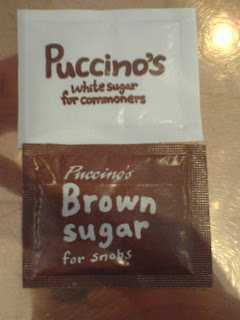 Puccino's
white sugar
for commoners
Puccino's
Brown
sugar
for snobs